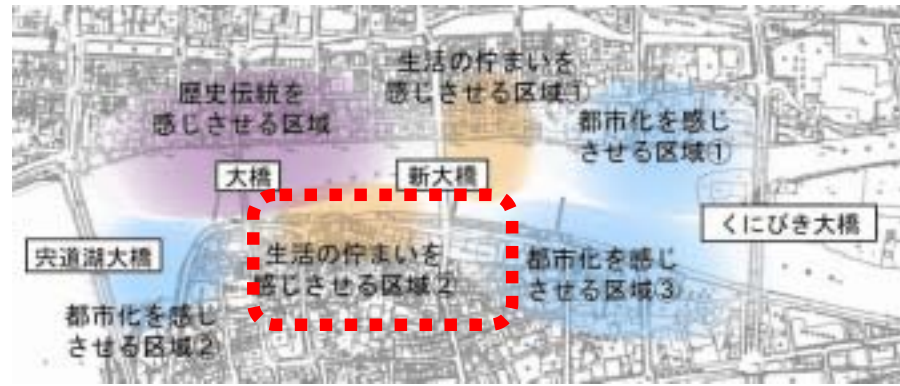 生活の佇まいを
感じさせる区域①
歴史伝統を
感じさせる区域
都市化を感じ
させる区域①
大橋
新大橋
くにびき大橋
宍道湖大橋
生活の佇まいを
感じさせる区域②
都市化を感じ
させる区域③
都市化を感じ
させる区域②